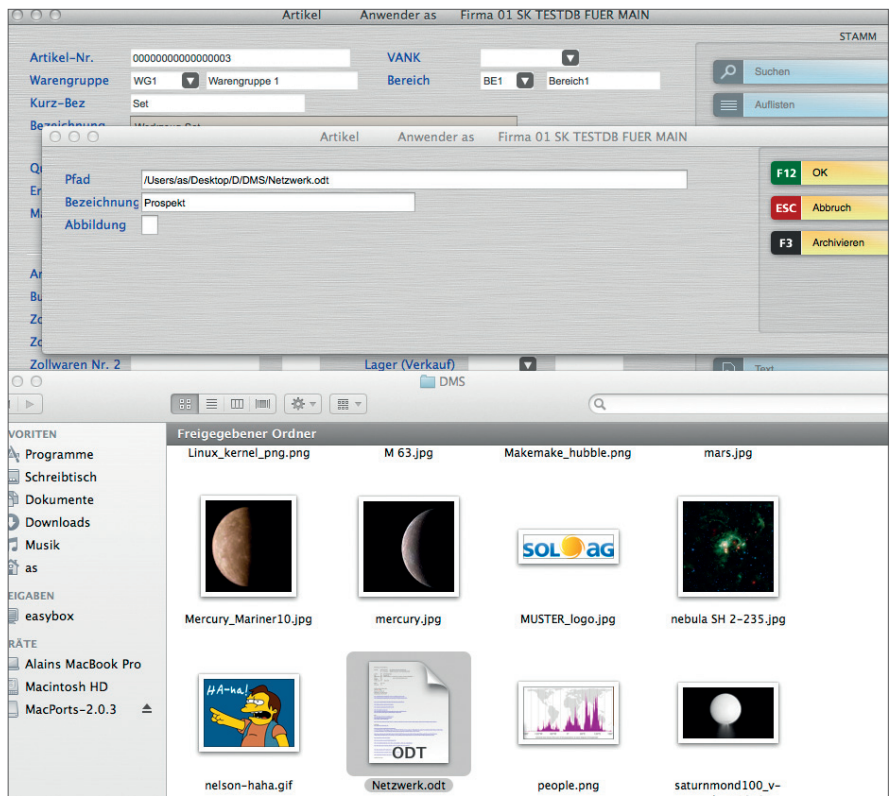 Artikel Anwender as Firma 01 SK TESTDB FUER MAIN
STAMM
Artikel-Nr. 00000000000000003 VANK
Warengruppe WG1 Warengruppe 1 Bereich BE1 Bereich1
Kurz-Bez Set
Suchen
Auflisten
Artikel Anwender as Firma 01 SK TESTDB FUER MAIN
Pfad /Users/as/Desktop/D/DMS/Netzwerk.odt
Bezeichnung Prospekt
Abbildung
F12 OK
ESC Abbruch
F3 Archivieren
Zollwaren Nr. 2 Lager (Verkauf)
Text
DMS
VORITEN
Programme
Schreibtisch
Dokumente
Downloads
Musik
as
EIGABEN
easybox
RÄTE
Alains MacBook Pro
Macintosh HD
MacPorts-2.0.3
Freigegebener Ordner
Linux_kernel_png.png M 63.jpg Makemake_hubble.png mars.jpg
SOL AG
Mercury_Mariner10.jpg mercury.jpg MUSTER_logo.jpg nebula SH 2-235.jpg
HA-ha!
ODT
nelson-haha.gif Netzwerk.odt people.png saturnmond100_v-